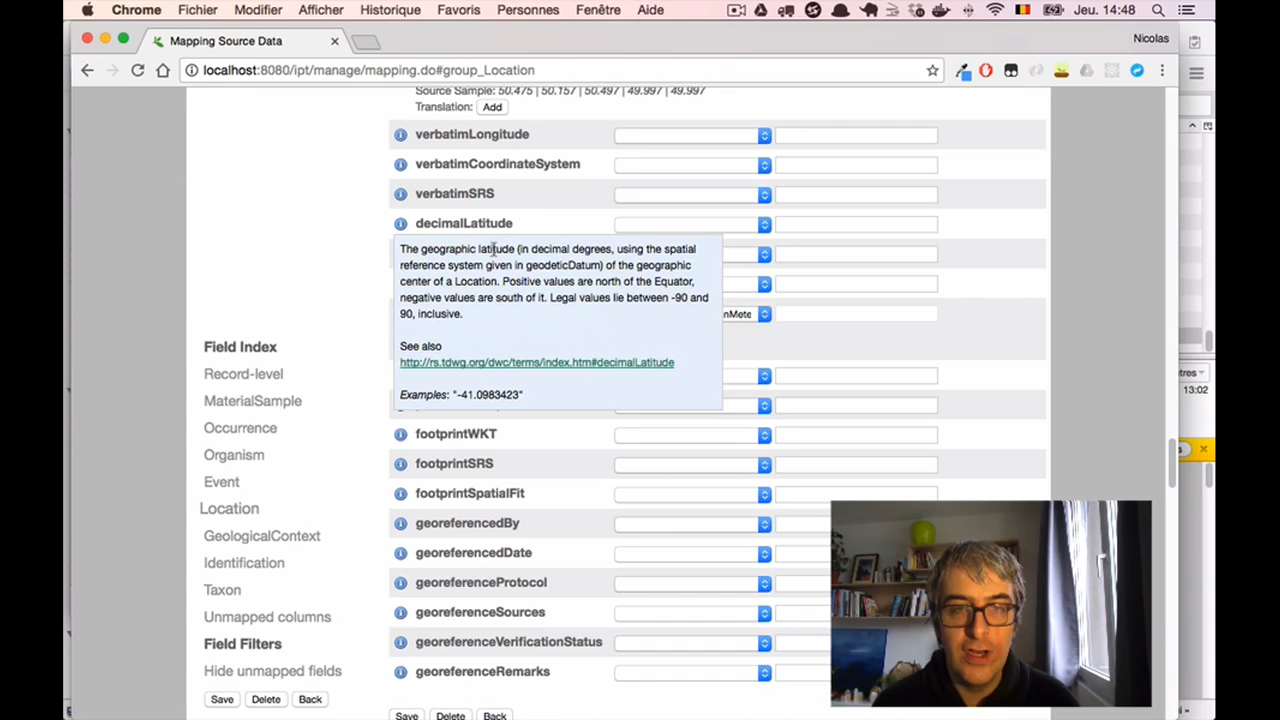 Chrome Fichier Modifier Afficher Historique Favoris Personnes Fenêtre Aide Jeu. 14:48
Mapping Source Data
Nicolas
localhost:8080/ipt/manage/mapping.do#group_Location
Source Sample: 50.475 | 50.157 | 50.497 | 49.997 | 49.997
Translation: Add
verbatimLongitude
verbatimCoordinateSystem
verbatimSRS
decimalLatitude
The geographic latitude (in decimal degrees, using the spatial
reference system given in geodeticDatum) of the geographic
center of a Location. Positive values are north of the Equator,
negative values are south of it. Legal values lie between -90 and
90, inclusive.
See also
http://rs.tdwg.org/dwc/terms/index.htm#decimalLatitude
Examples: "-41.0983423"
nMete
Field Index
Record-level
MaterialSample
Occurrence
Organism
Event
Location
GeologicalContext
Identification
Taxon
Unmapped columns
Field Filters
Hide unmapped fields
Save Delete Back
footprintWKT
footprintSRS
footprintSpatialFit
georeferencedBy
georeferencedDate
georeferenceProtocol
georeferenceSources
georeferenceVerificationStatus
georeferenceRemarks
Save Delete Back
utres
13:02